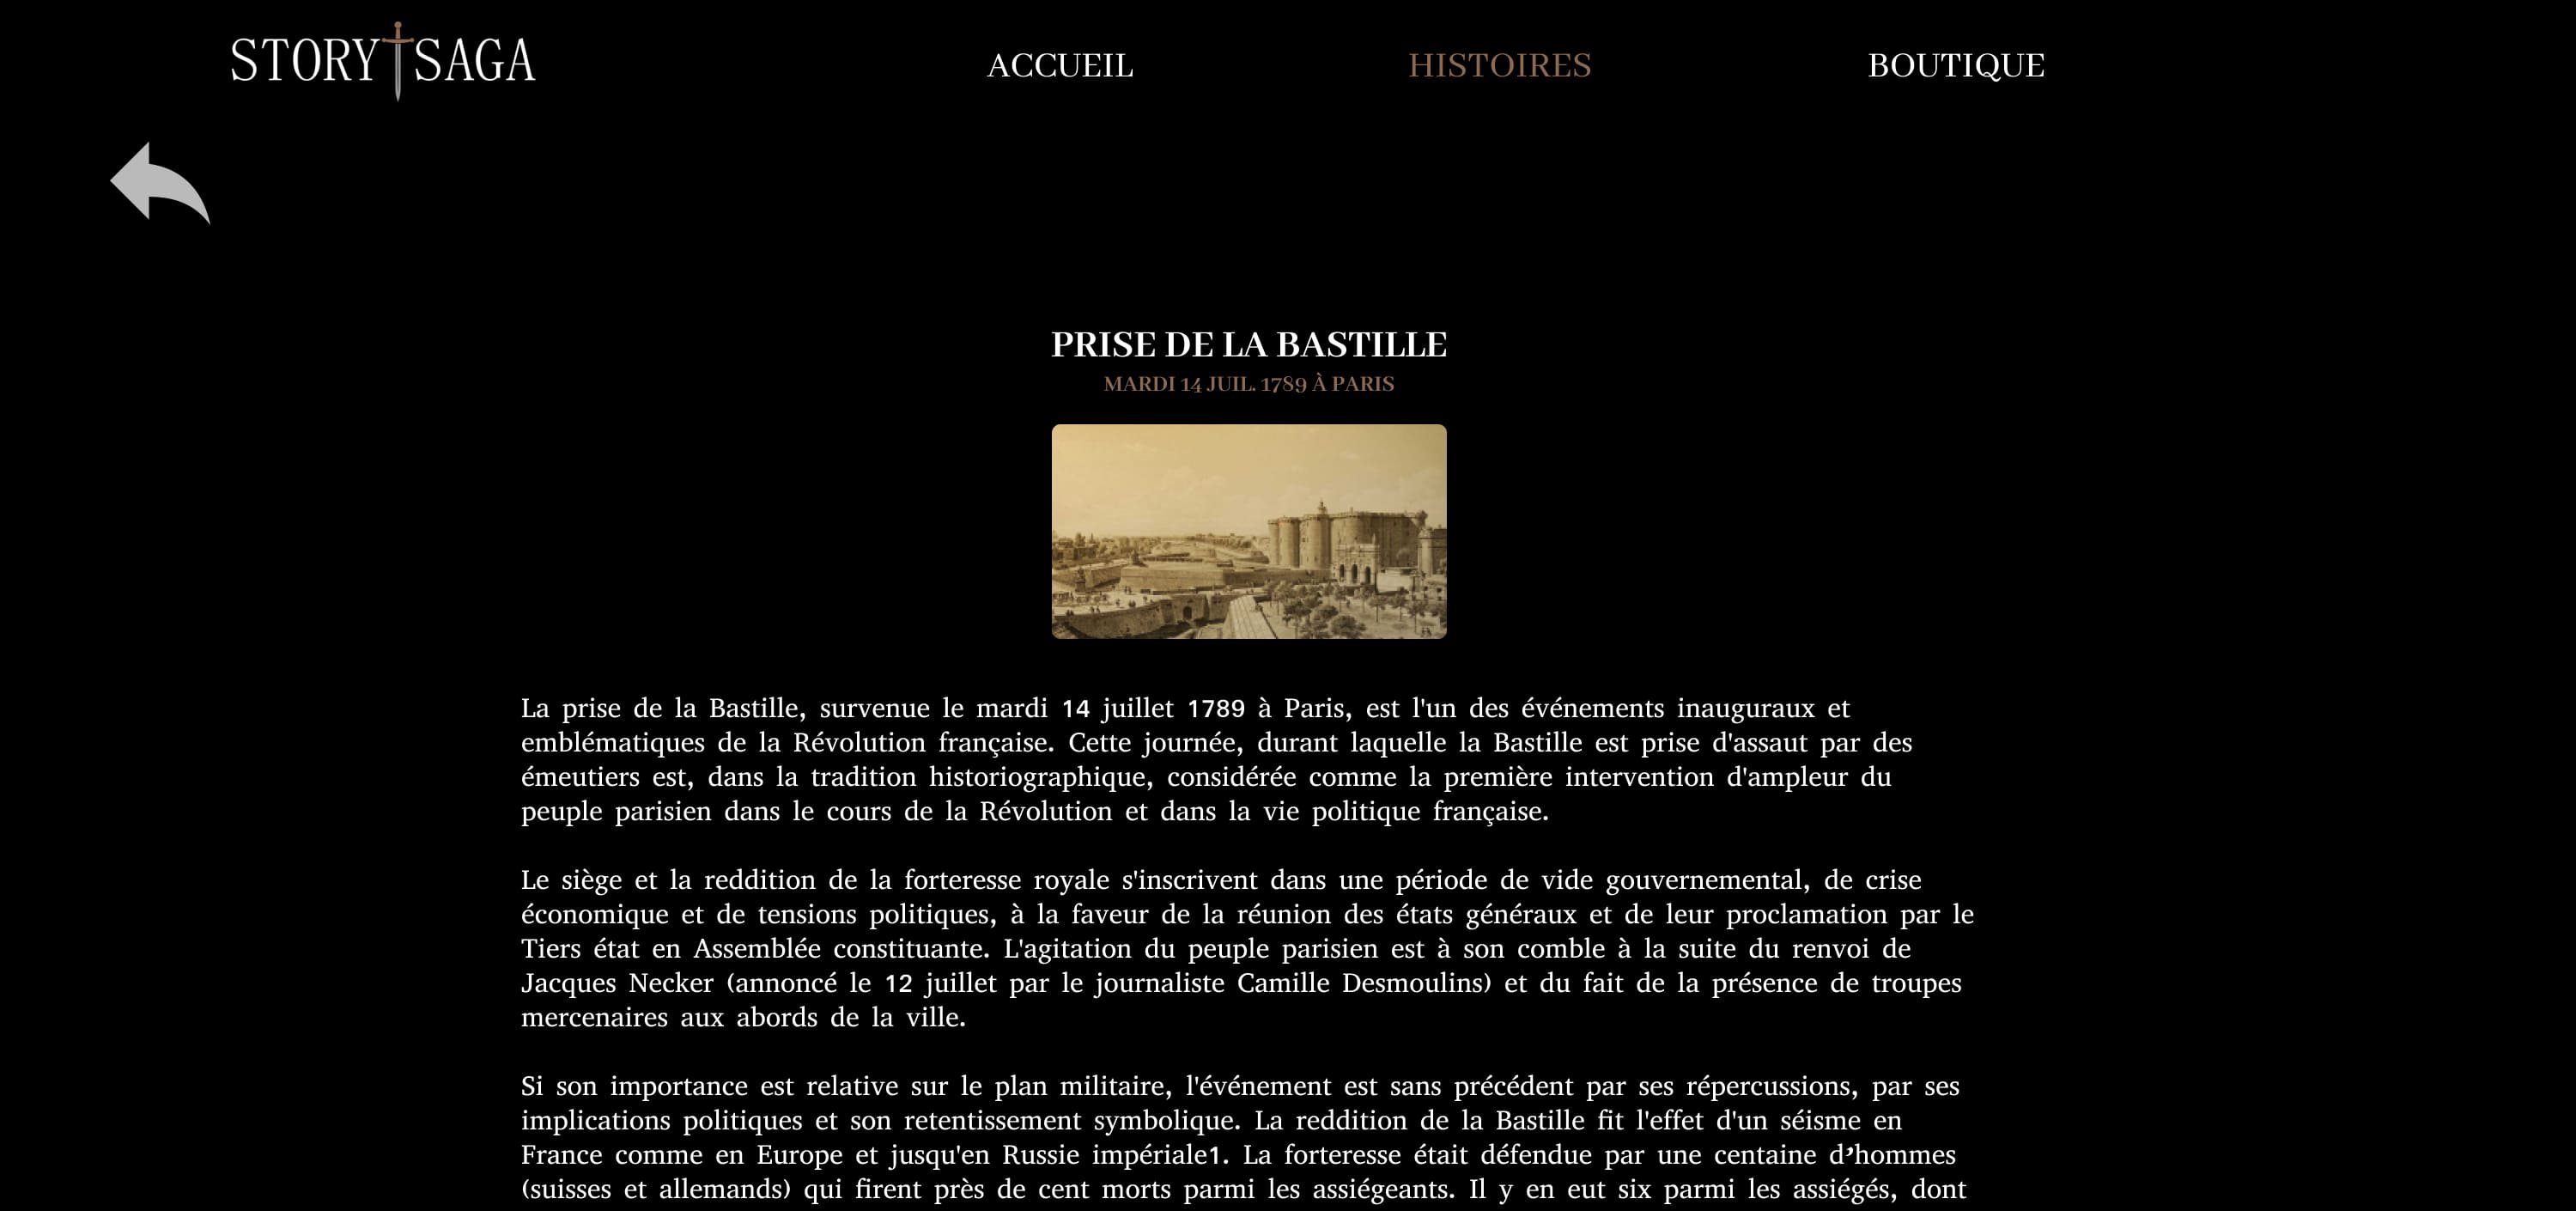 STORY SAGA
ACCUEIL
HISTOIRES
BOUTIQUE
PRISE DE LA BASTILLE
MARDI 14 JUIL. 1789 À PARIS
La prise de la Bastille, survenue le mardi 14 juillet 1789 à Paris, est l'un des événements inauguraux et
emblématiques de la Révolution française. Cette journée, durant laquelle la Bastille est prise d'assaut par des
émeutiers est, dans la tradition historiographique, considérée comme la première intervention d'ampleur du
peuple parisien dans le cours de la Révolution et dans la vie politique française.
Le siège et la reddition de la forteresse royale s'inscrivent dans une période de vide gouvernemental, de crise
économique et de tensions politiques, à la faveur de la réunion des états généraux et de leur proclamation par le
Tiers état en Assemblée constituante. L'agitation du peuple parisien est à son comble à la suite du renvoi de
Jacques Necker (annoncé le 12 juillet par le journaliste Camille Desmoulins) et du fait de la présence de troupes
mercenaires aux abords de la ville.
Si son importance est relative sur le plan militaire, l'événement est sans précédent par ses répercussions, par ses
implications politiques et son retentissement symbolique. La reddition de la Bastille fit l'effet d'un séisme en
France comme en Europe et jusqu'en Russie impériale1. La forteresse était défendue par une centaine d’hommes
(suisses et allemands) qui firent près de cent morts parmi les assiégeants. Il y en eut six parmi les assiégés, dont